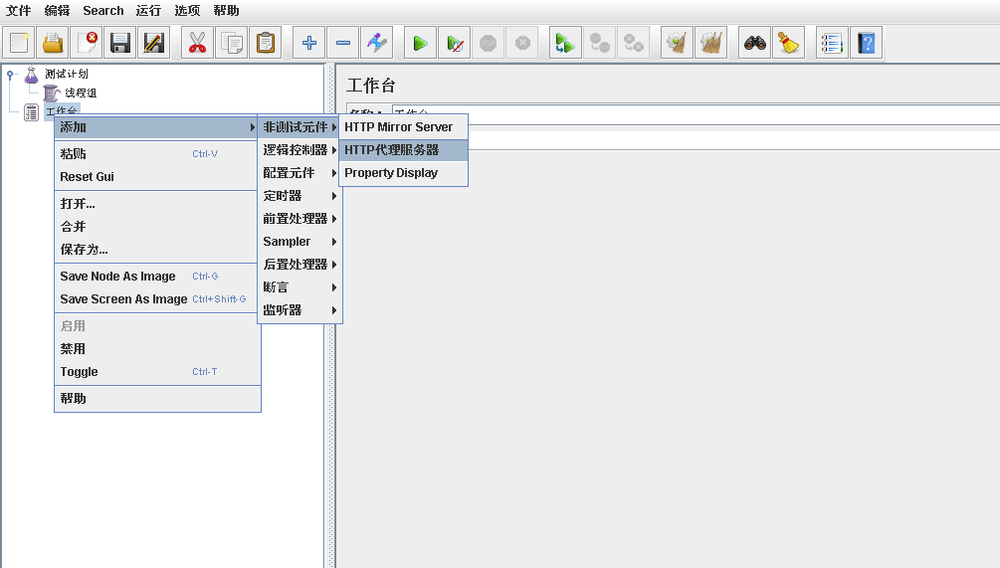 文件 编辑 Search 运行 选项 帮助
测试计划
线程组
工作台
工作台
名称： 工作台
添加
粘贴 Ctrl-V
Reset Gui
打开...
合并
保存为...
Save Node As Image Ctrl-G
Save Screen As Image Ctrl+Shift-G
启用
禁用
Toggle Ctrl-T
帮助
非测试元件
逻辑控制器
配置元件
定时器
前置处理器
Sampler
后置处理器
断言
监听器
HTTP Mirror Server
HTTP代理服务器
Property Display